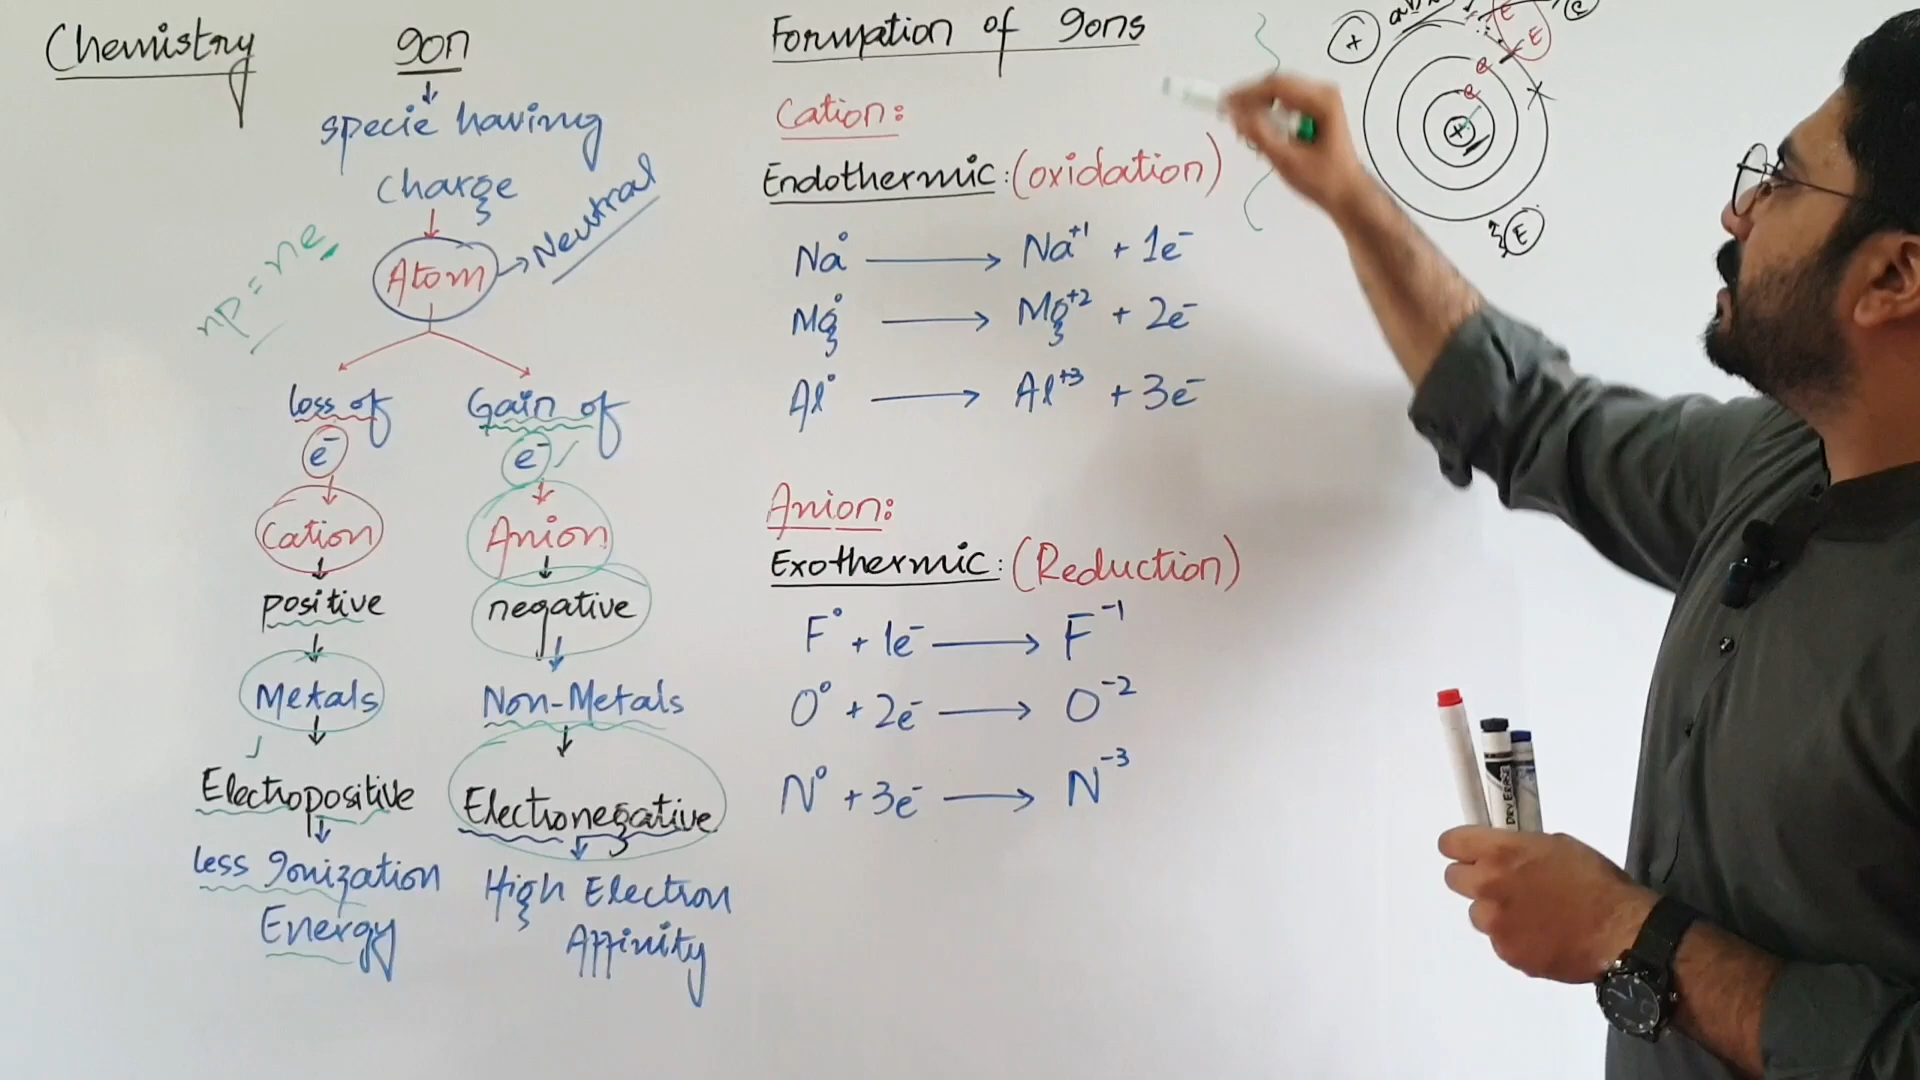 Chemistry
Ion
specie having
Charge
Atom → Neutral
np = ne
loss of
e⁻
Cation
positive
Metals
Electropositive
less Ionization
Energy
Gain of
e⁻ ✓
Anion
negative
Non-Metals
Electronegative
High Electron
Affinity
Formation of Ions
Cation:
Endothermic: (oxidation)
Na° → Na⁺¹ + 1e⁻
Mg° → Mg⁺² + 2e⁻
Al° → Al⁺³ + 3e⁻
Anion:
Exothermic: (Reduction)
F° + 1e⁻ → F⁻¹
O° + 2e⁻ → O⁻²
N° + 3e⁻ → N⁻³
+
E
E
e
e
+
E
DRY ERASE